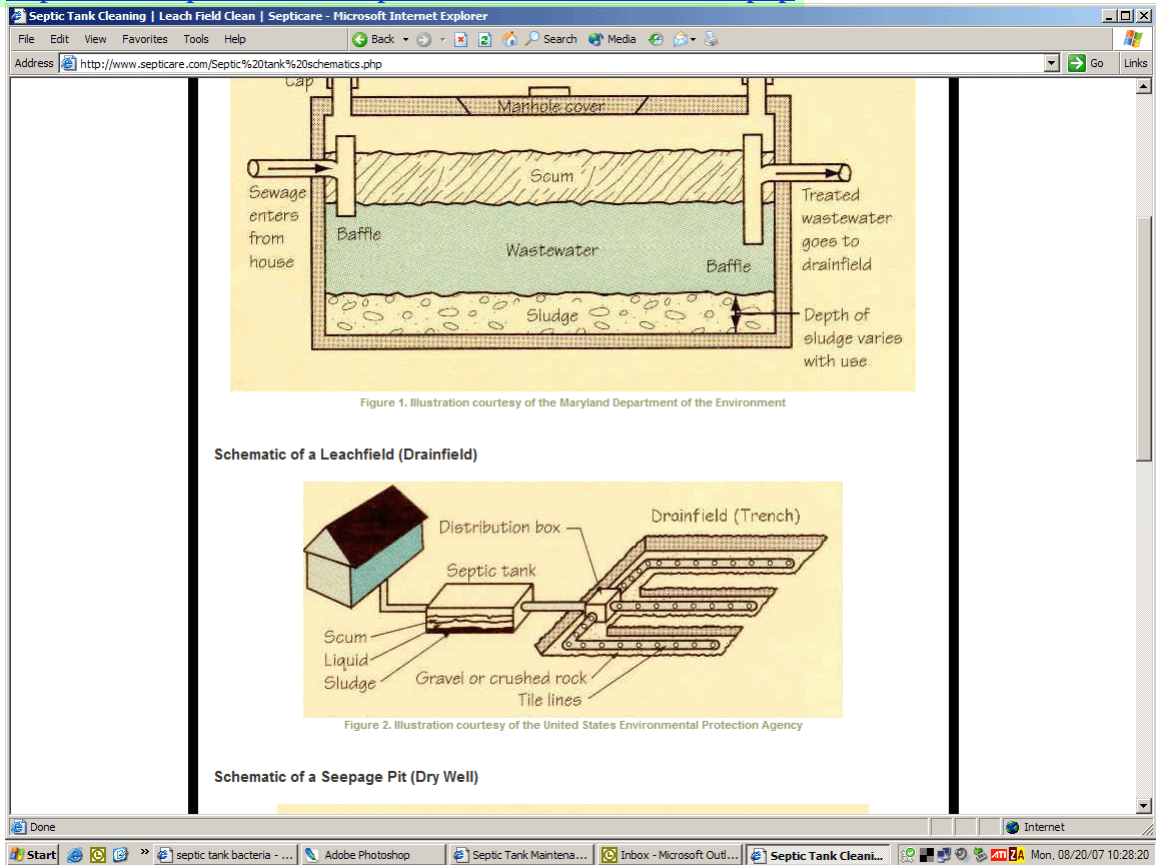 Septic Tank Cleaning | Leach Field Clean | Septicare - Microsoft Internet Explorer
File Edit View Favorites Tools Help
Back Search Media
Address http://www.septicare.com/Septic%20tank%20schematics.php Go Links
Cap
Manhole cover
Scum
Sewage
enters
from
house
Baffle
Wastewater
Baffle
Treated
wastewater
goes to
drainfield
Sludge
Depth of
sludge varies
with use
Figure 1. Illustration courtesy of the Maryland Department of the Environment
Schematic of a Leachfield (Drainfield)
Distribution box
Drainfield (Trench)
Septic tank
Scum
Liquid
Sludge
Gravel or crushed rock
Tile lines
Figure 2. Illustration courtesy of the United States Environmental Protection Agency
Schematic of a Seepage Pit (Dry Well)
Done Internet
Start » septic tank bacteria - ... Adobe Photoshop Septic Tank Maintena... Inbox - Microsoft Outl... Septic Tank Cleani... ATI ZA Mon, 08/20/07 10:28:20